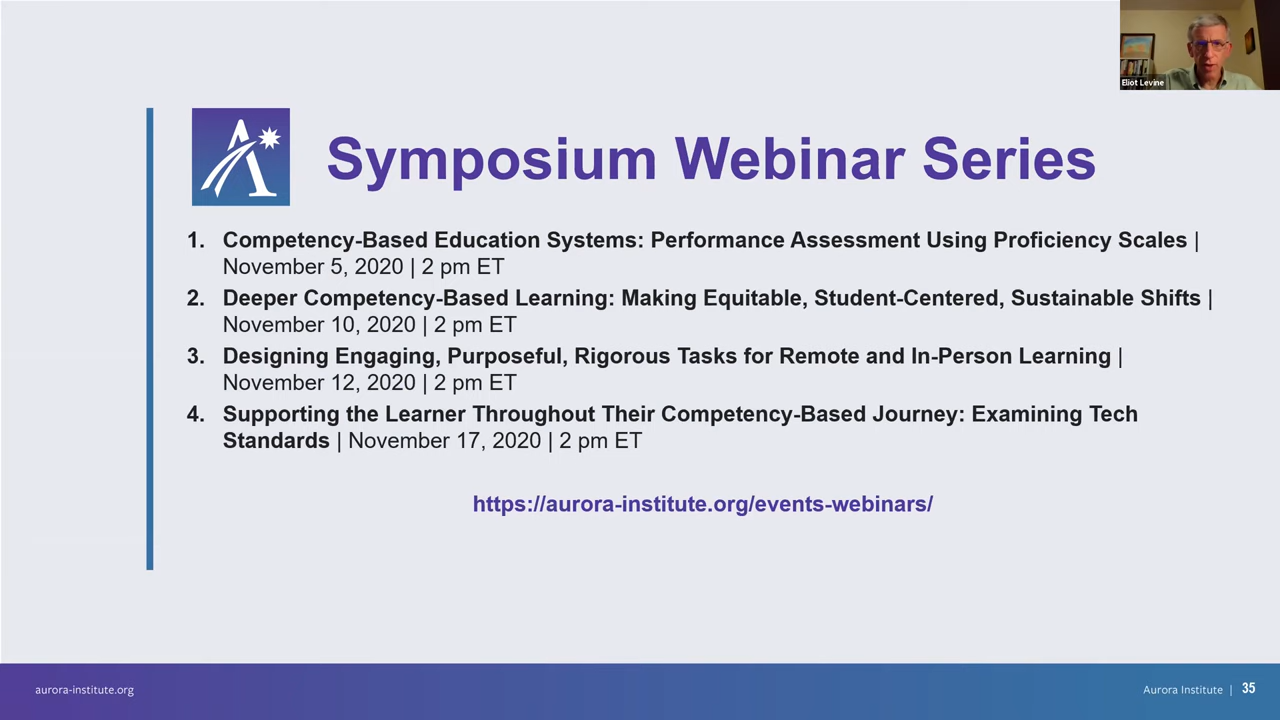 Eliot Levine
Symposium Webinar Series
1. Competency-Based Education Systems: Performance Assessment Using Proficiency Scales |
November 5, 2020 | 2 pm ET
2. Deeper Competency-Based Learning: Making Equitable, Student-Centered, Sustainable Shifts |
November 10, 2020 | 2 pm ET
3. Designing Engaging, Purposeful, Rigorous Tasks for Remote and In-Person Learning |
November 12, 2020 | 2 pm ET
4. Supporting the Learner Throughout Their Competency-Based Journey: Examining Tech
Standards | November 17, 2020 | 2 pm ET
https://aurora-institute.org/events-webinars/
aurora-institute.org
Aurora Institute | 35